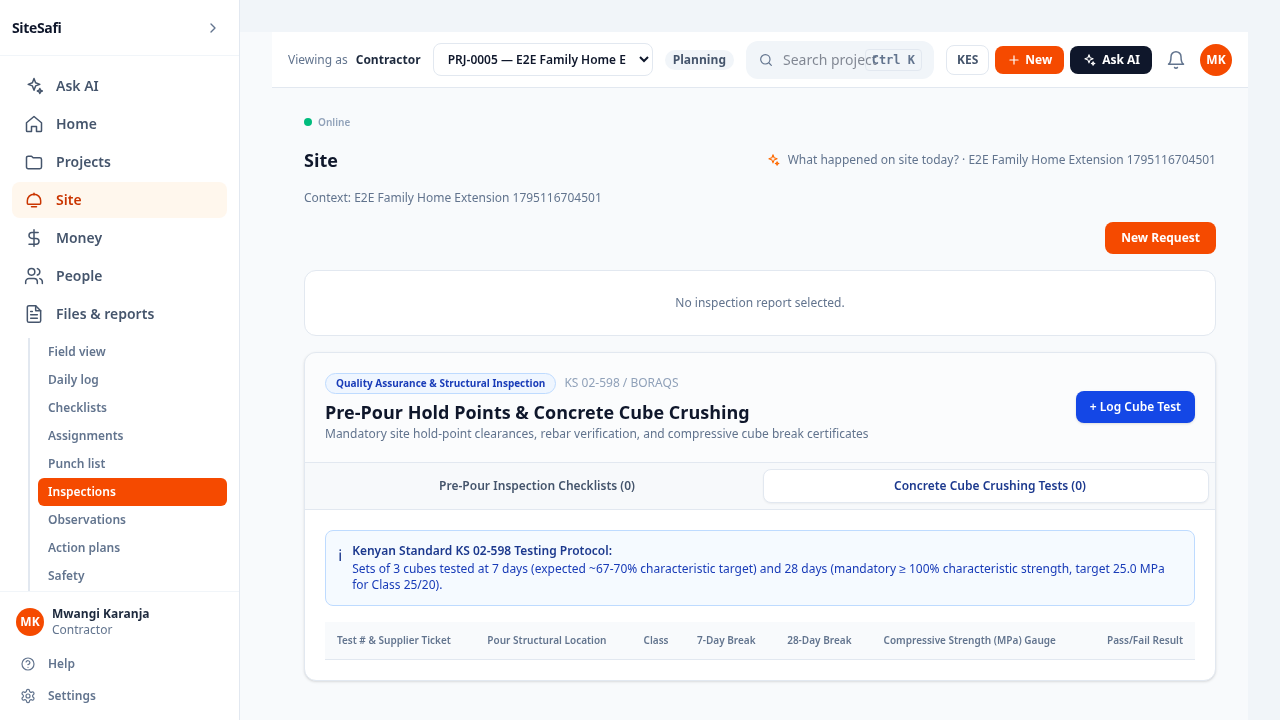 SiteSafi
Ask AI
Home
Projects
Site
Money
People
Files & reports
Field view
Daily log
Checklists
Assignments
Punch list
Inspections
Observations
Action plans
Safety
MK
Mwangi Karanja
Contractor
Help
Settings
Viewing as Contractor
PRJ-0005 — E2E Family Home E
Planning
Search project
Ctrl K
KES
New
Ask AI
MK
Online
Site
What happened on site today? · E2E Family Home Extension 1795116704501
Context: E2E Family Home Extension 1795116704501
New Request
No inspection report selected.
Quality Assurance & Structural Inspection
KS 02-598 / BORAQS
Pre-Pour Hold Points & Concrete Cube Crushing
Mandatory site hold-point clearances, rebar verification, and compressive cube break certificates
+ Log Cube Test
Pre-Pour Inspection Checklists (0)
Concrete Cube Crushing Tests (0)
i
Kenyan Standard KS 02-598 Testing Protocol:
Sets of 3 cubes tested at 7 days (expected ~67-70% characteristic target) and 28 days (mandatory ≥ 100% characteristic strength, target 25.0 MPa
for Class 25/20).
Test # & Supplier Ticket
Pour Structural Location
Class
7-Day Break
28-Day Break
Compressive Strength (MPa) Gauge
Pass/Fail Result